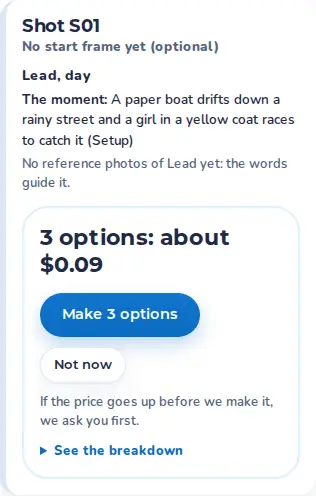 Shot S01
No start frame yet (optional)
Lead, day
The moment: A paper boat drifts down a
rainy street and a girl in a yellow coat races
to catch it (Setup)
No reference photos of Lead yet: the words
guide it.
3 options: about
$0.09
Make 3 options
Not now
If the price goes up before we make it,
we ask you first.
See the breakdown